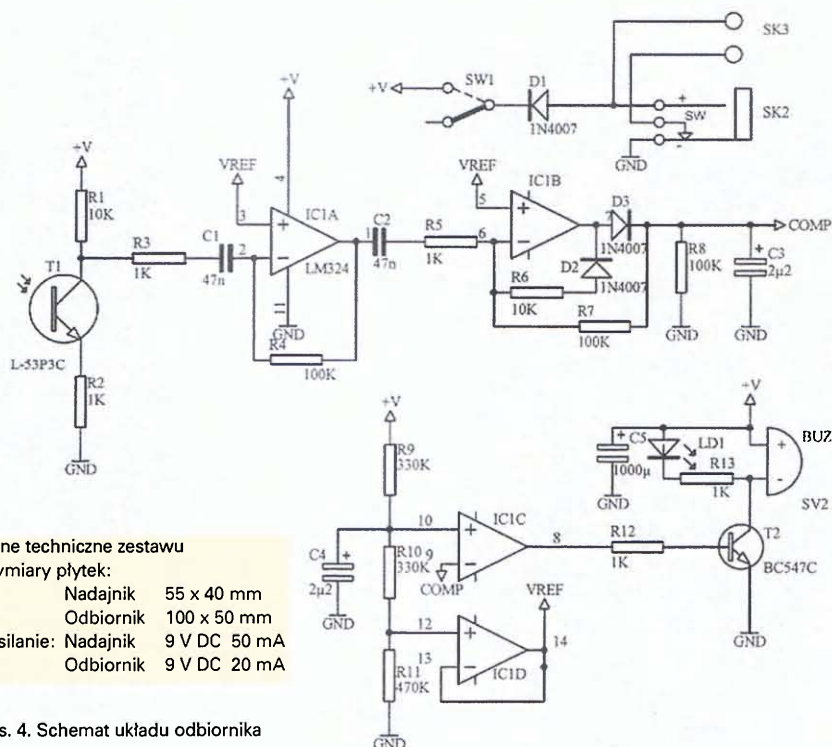 SK3
+V
SW1
D1
1N4007
+
SW
-
SK2
GND
+V
+V
VREF
4
VREF
R1
10K
3
+
IC1A
5
+
IC1B
D3
7
COMP
R3
1K
C1
47n
2
-
LM324
1
C2
47n
R5
1K
6
-
1N4007
D2
1N4007
R8
100K
+
C3
2µ2
T1
11
GND
R6
10K
R4
100K
R7
100K
GND
GND
L-53P3C
R2
1K
GND
+V
+V
R9
330K
+
C5
1000µ
LD1
R13
1K
BUZ
+
-
SV2
GND
10
+
IC1C
8
R12
1K
T2
BC547C
C4
+
2µ2
R10
330K
9
-
COMP
VREF
GND
12
+
14
GND
13
-
IC1D
R11
470K
GND
ne techniczne zestawu
ymiary płytek:
Nadajnik 55 x 40 mm
Odbiornik 100 x 50 mm
silanie: Nadajnik 9 V DC 50 mA
Odbiornik 9 V DC 20 mA
s. 4. Schemat układu odbiornika